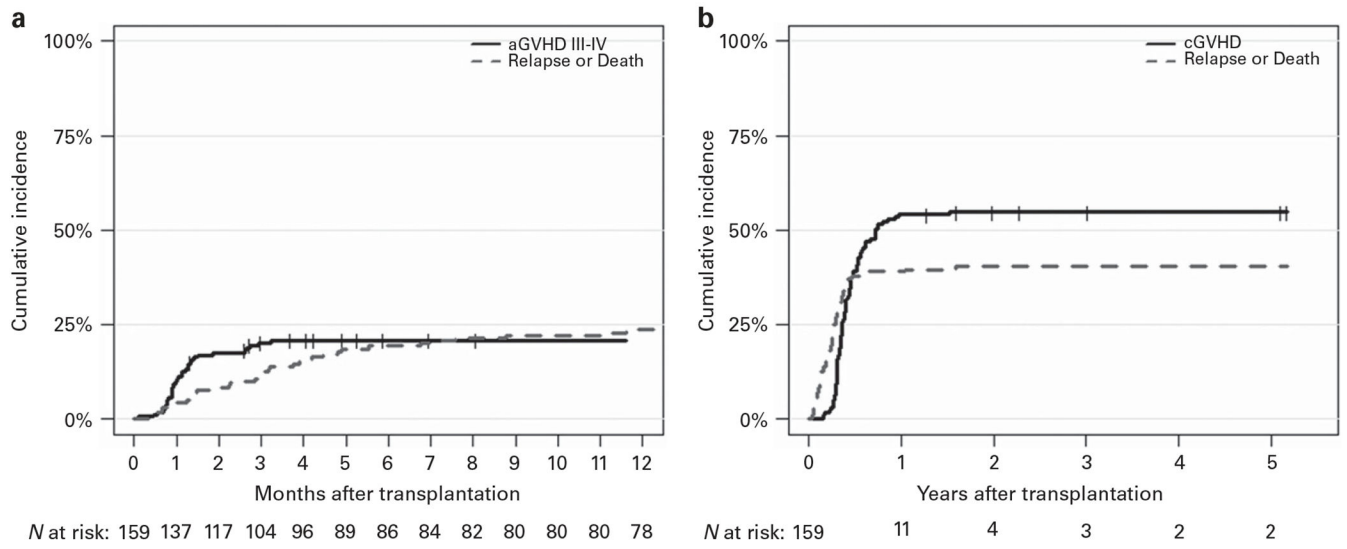 a
100%
75%
50%
25%
0%
Cumulative incidence
aGVHD III-IV
Relapse or Death
0 1 2 3 4 5 6 7 8 9 10 11 12
Months after transplantation
N at risk: 159 137 117 104 96 89 86 84 82 80 80 80 78
b
100%
75%
50%
25%
0%
Cumulative incidence
cGVHD
Relapse or Death
0 1 2 3 4 5
Years after transplantation
N at risk: 159 11 4 3 2 2